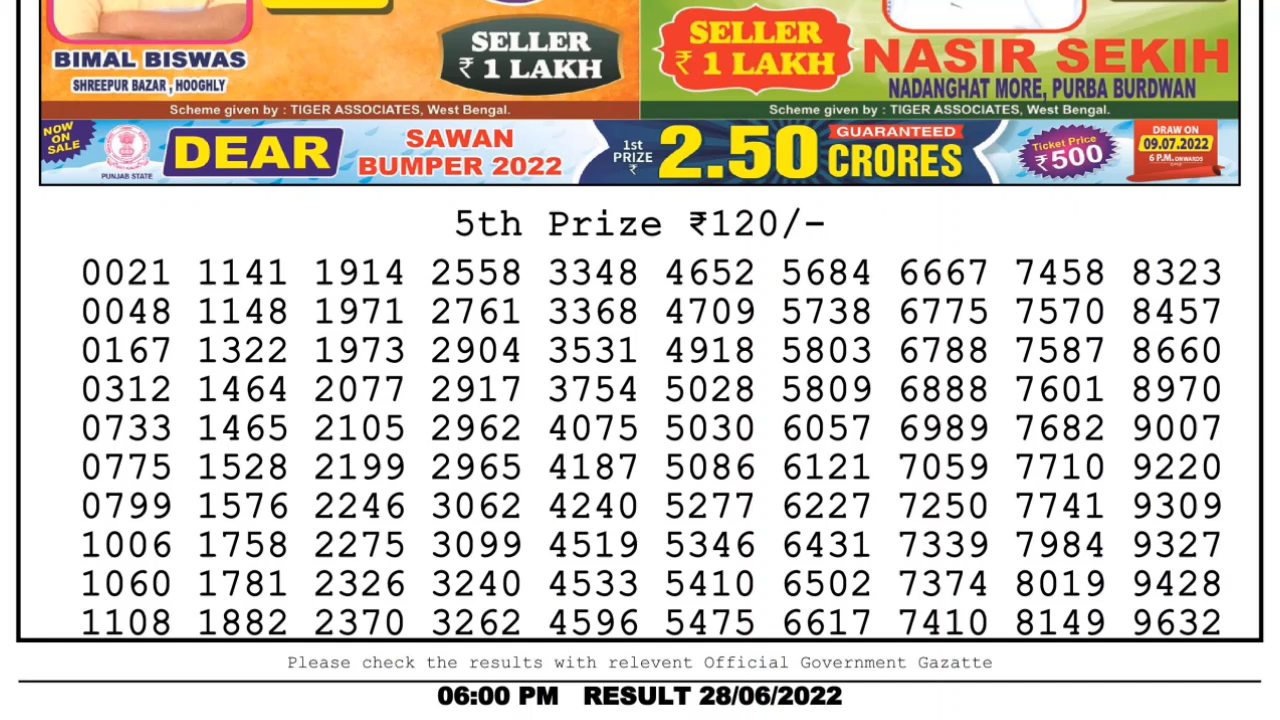 BIMAL BISWAS
SHREEPUR BAZAR , HOOGHLY
SELLER
₹ 1 LAKH
SELLER
₹ 1 LAKH
NASIR SEKIH
NADANGHAT MORE, PURBA BURDWAN
Scheme given by : TIGER ASSOCIATES, West Bengal.
Scheme given by : TIGER ASSOCIATES, West Bengal.
NOW
ON
SALE
PUNJAB STATE
DEAR
SAWAN
BUMPER 2022
1st
PRIZE
₹
2.50
GUARANTEED
CRORES
Ticket Price
₹500
DRAW ON
09.07.2022
6 P.M. ONWARDS
5th Prize ₹120/-
0021 1141 1914 2558 3348 4652 5684 6667 7458 8323
0048 1148 1971 2761 3368 4709 5738 6775 7570 8457
0167 1322 1973 2904 3531 4918 5803 6788 7587 8660
0312 1464 2077 2917 3754 5028 5809 6888 7601 8970
0733 1465 2105 2962 4075 5030 6057 6989 7682 9007
0775 1528 2199 2965 4187 5086 6121 7059 7710 9220
0799 1576 2246 3062 4240 5277 6227 7250 7741 9309
1006 1758 2275 3099 4519 5346 6431 7339 7984 9327
1060 1781 2326 3240 4533 5410 6502 7374 8019 9428
1108 1882 2370 3262 4596 5475 6617 7410 8149 9632
Please check the results with relevent Official Government Gazatte
06:00 PM RESULT 28/06/2022